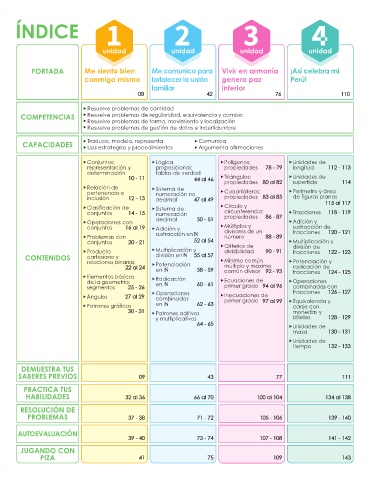 ÍNDICE
1 unidad
2 unidad
3 unidad
4 unidad
PORTADA
Me siento bien
conmigo mismo
08
Me comunico para
fortalecer la unión
familiar
42
Vivir en armonía
genera paz
interior
76
¡Así celebra mi
Perú!
110
COMPETENCIAS
Resuelve problemas de cantidad
Resuelve problemas de regularidad, equivalencia y cambio
Resuelve problemas de forma, movimiento y localización
Resuelve problemas de gestión de datos e incertidumbre
CAPACIDADES
Traduce, modela, representa
Usa estrategias y procedimientos
Comunica
Argumenta afirmaciones
CONTENIDOS
Conjuntos:
representación y
determinación
10 - 11
Relación de
pertenencia e
inclusión 12 - 13
Clasificación de
conjuntos 14 - 15
Operaciones con
conjuntos 16 al 19
Problemas con
conjuntos 20 - 21
Producto
cartesiano y
relaciones binarias
22 al 24
Elementos básicos
de la geometría:
segmentos 25 - 26
Ángulos 27 al 29
Patrones gráficos
30 - 31
Lógica
proposicional:
tablas de verdad
44 al 46
Sistema de
numeración no
decimal 47 al 49
Sistema de
numeración
decimal
50 - 51
Adición y
sustracción en ℕ
52 al 54
Multiplicación y
división en ℕ 55 al 57
Potenciación
en ℕ 58 - 59
Radicación
en ℕ 60 - 61
Operaciones
combinadas
en ℕ 62 - 63
Patrones aditivos
y multiplicativos
64 - 65
Polígonos:
propiedades 78 - 79
Triángulos:
propiedades 80 al 82
Cuadriláteros:
propiedades 83 al 85
Círculo y
circunferencia:
propiedades 86 - 87
Múltiplos y
divisores de un
número 88 - 89
Criterios de
divisibilidad 90 - 91
Mínimo común
múltiplo y máximo
común divisor 92 - 93
Ecuaciones de
primer grado 94 al 96
Inecuaciones de
primer grado 97 al 99
Unidades de
longitud 112 - 113
Unidades de
superficie 114
Perímetro y área
de figuras planas
115 al 117
Fracciones 118 - 119
Adición y
sustracción de
fracciones 120 - 121
Multiplicación y
división de
fracciones 122 - 123
Potenciación y
radicación de
fracciones 124 - 125
Operaciones
combinadas con
fracciones 126 - 127
Equivalencia y
canje con
monedas y
billetes 128 - 129
Unidades de
masa 130 - 131
Unidades de
tiempo 132 - 133
DEMUESTRA TUS
SABERES PREVIOS
09
43
77
111
PRACTICA TUS
HABILIDADES
32 al 36
66 al 70
100 al 104
134 al 138
RESOLUCIÓN DE
PROBLEMAS
37 - 38
71 - 72
105 - 106
139 - 140
AUTOEVALUACIÓN
39 - 40
73 - 74
107 - 108
141 - 142
JUGANDO CON
PIZA
41
75
109
143